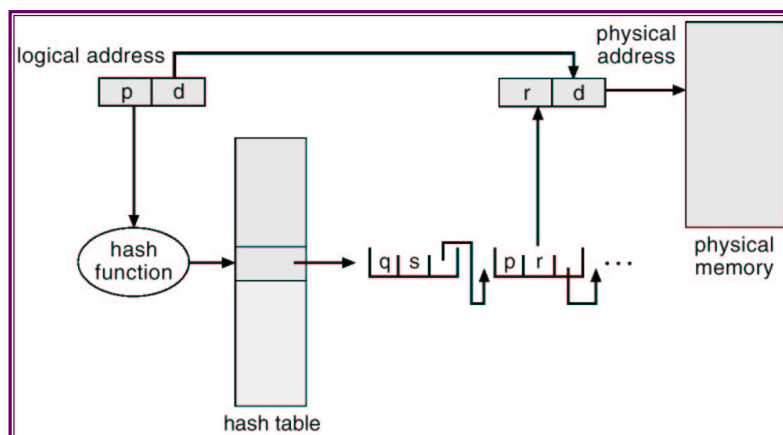 logical address
physical
address
p d
r d
hash
function
q s
p r ...
physical
memory
hash table